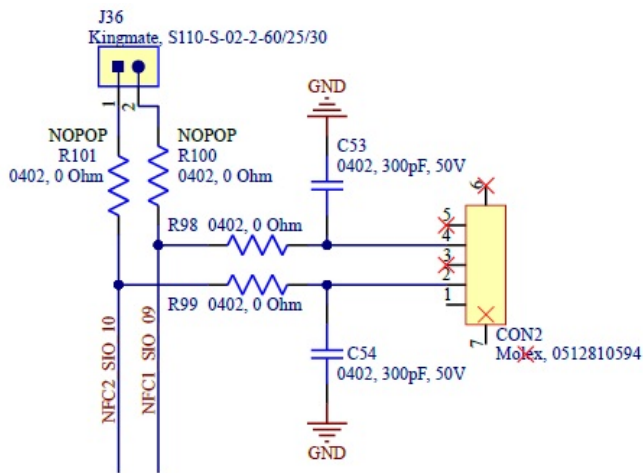 J36
Kingmate, S110-S-02-2-60/25/30
1
2
GND
NOPOP
R101
0402, 0 Ohm
NOPOP
R100
0402, 0 Ohm
C53
0402, 300pF, 50V
6
5
4
3
2
1
R98 0402, 0 Ohm
R99 0402, 0 Ohm
7
CON2
Molex, 0512810594
C54
0402, 300pF, 50V
GND
NFC2 SIO 10
NFC1 SIO 09